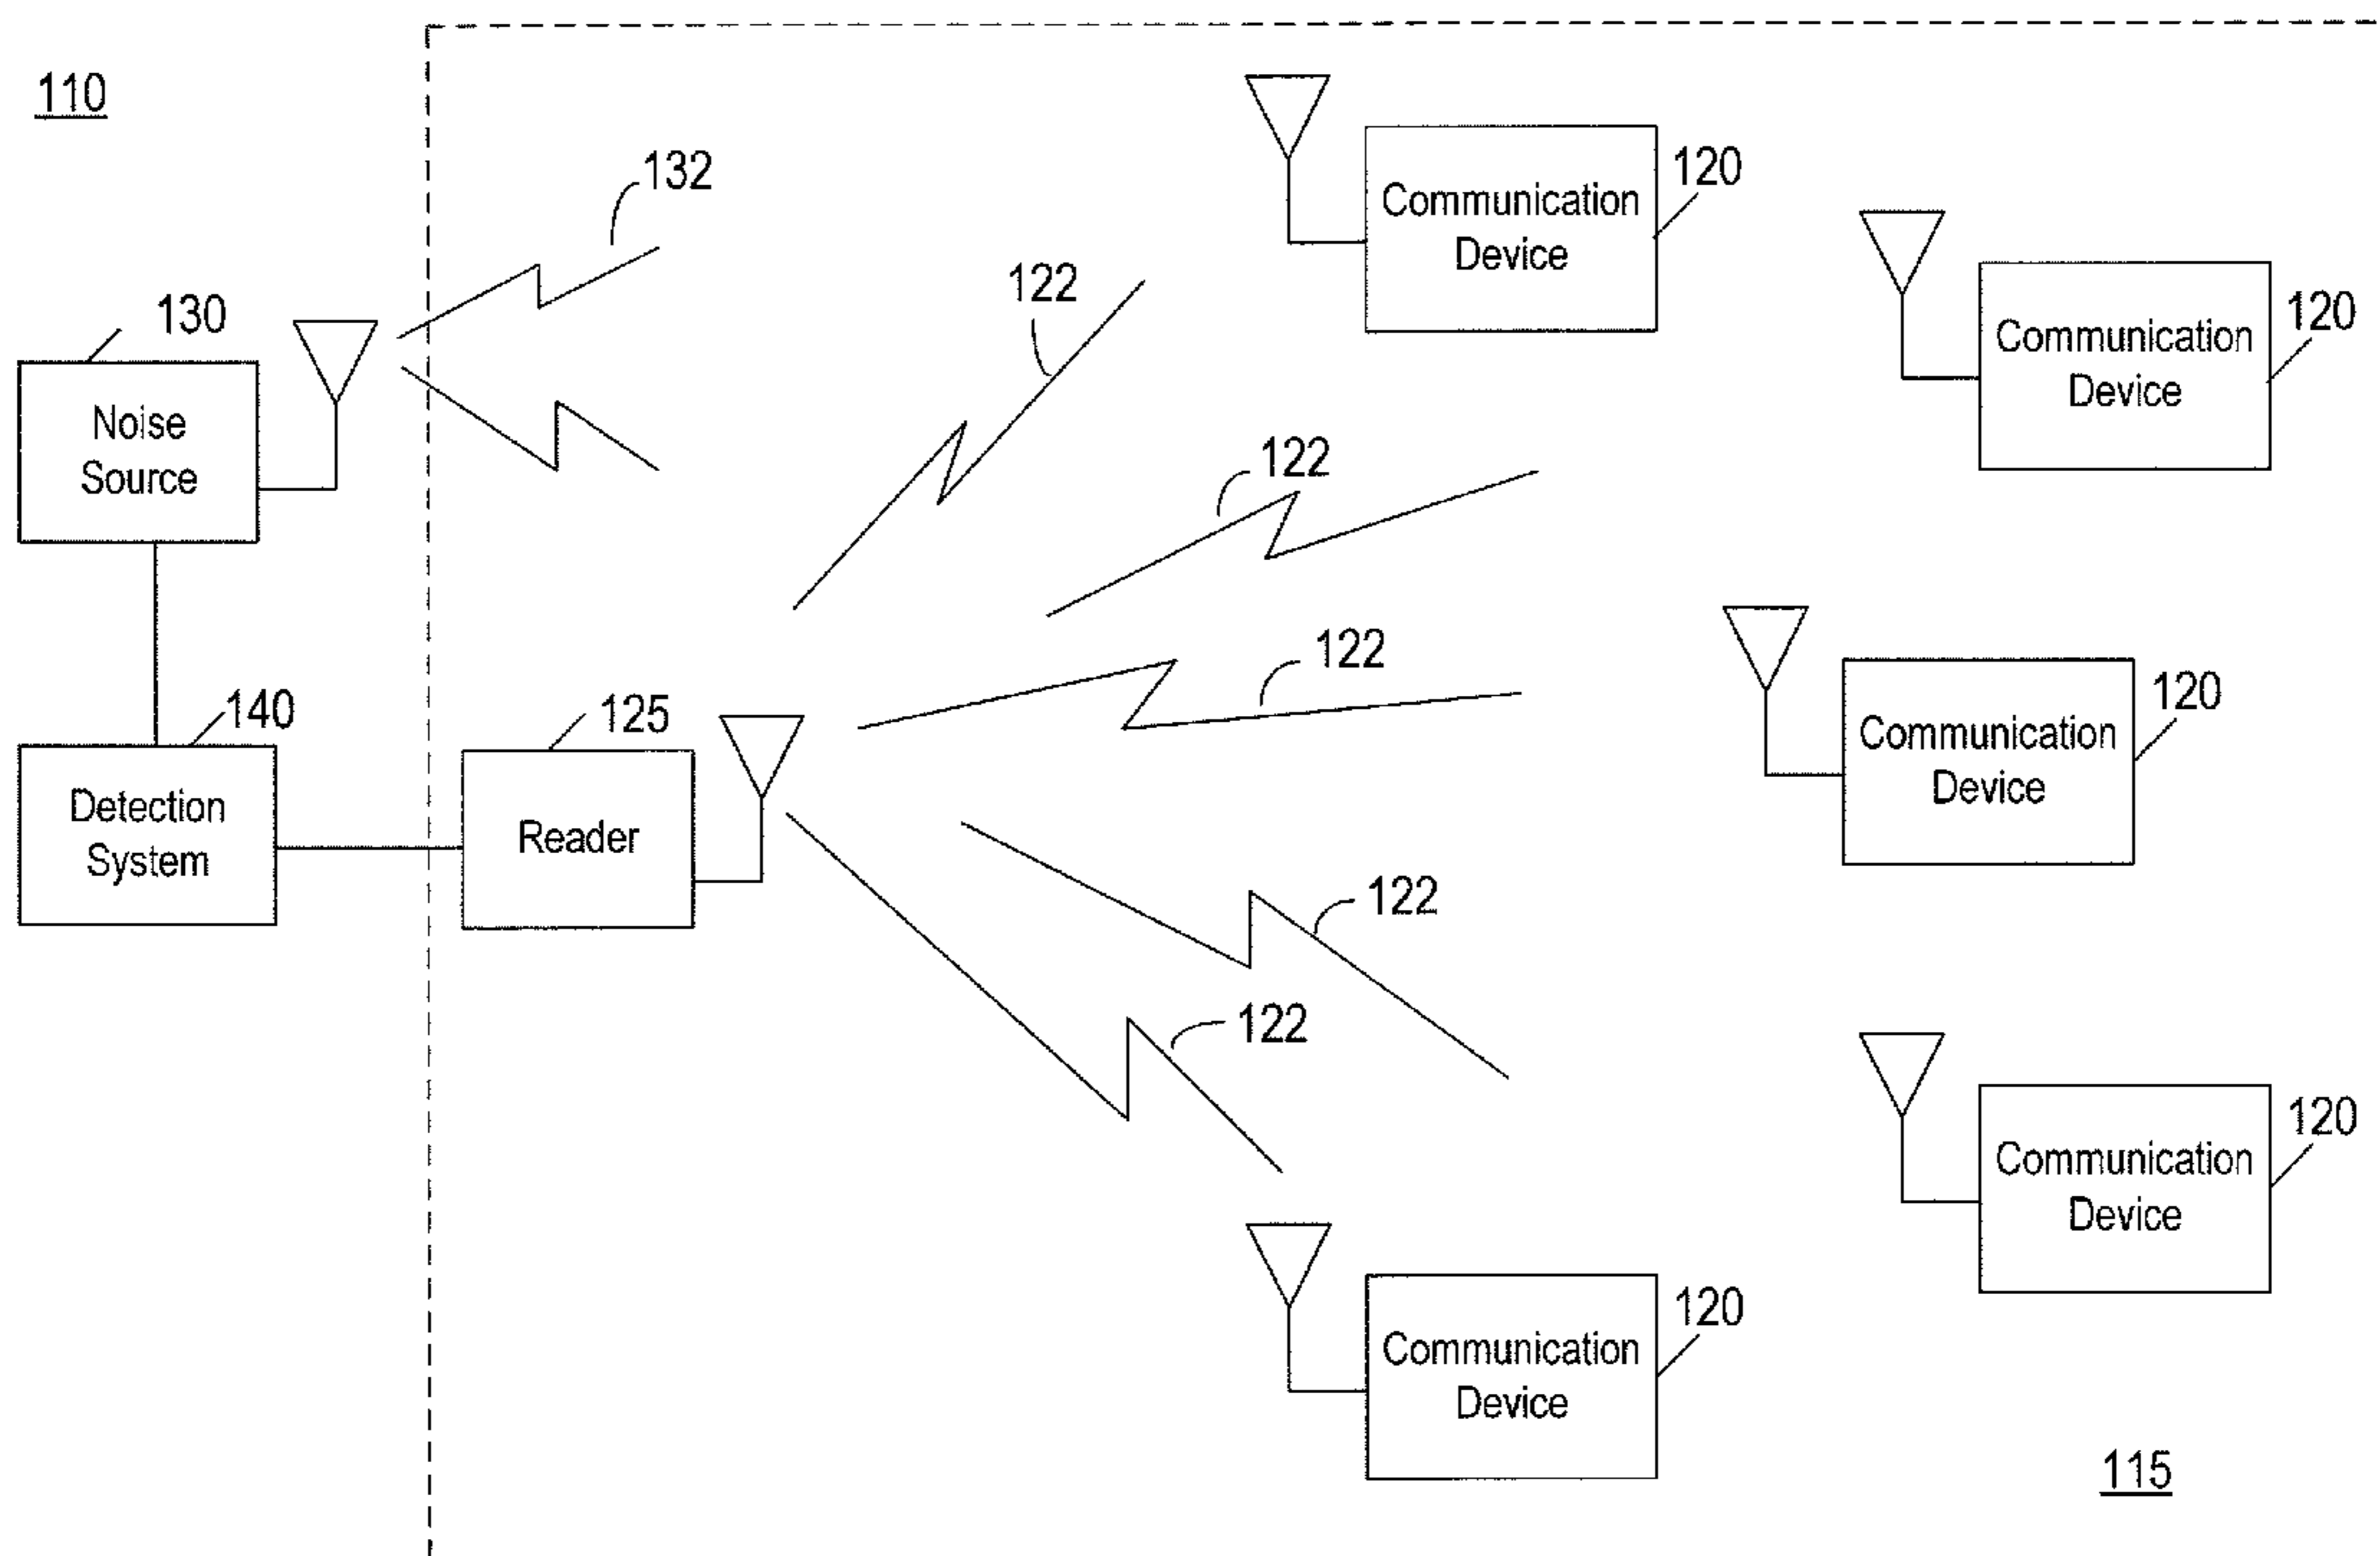 110
132
120
Communication
Device
120
Communication
Device
122
130
Noise
Source
122
122
120
Communication
Device
140
Detection
System
125
Reader
122
122
120
Communication
Device
120
Communication
Device
115